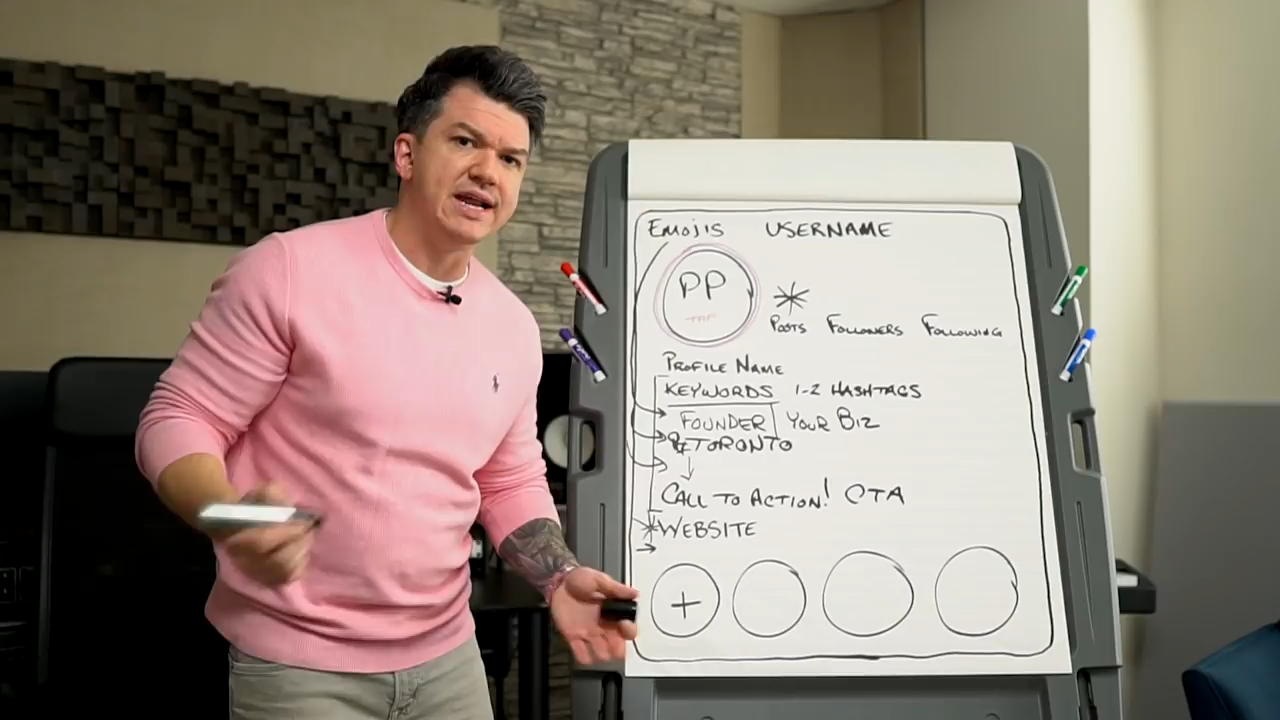 EMOJIS USERNAME
PP
POSTS FOLLOWERS FOLLOWING
PROFILE NAME
KEYWORDS 1-2 HASHTAGS
FOUNDER | YOUR BIZ
TORONTO
CALL TO ACTION! CTA
WEBSITE
+